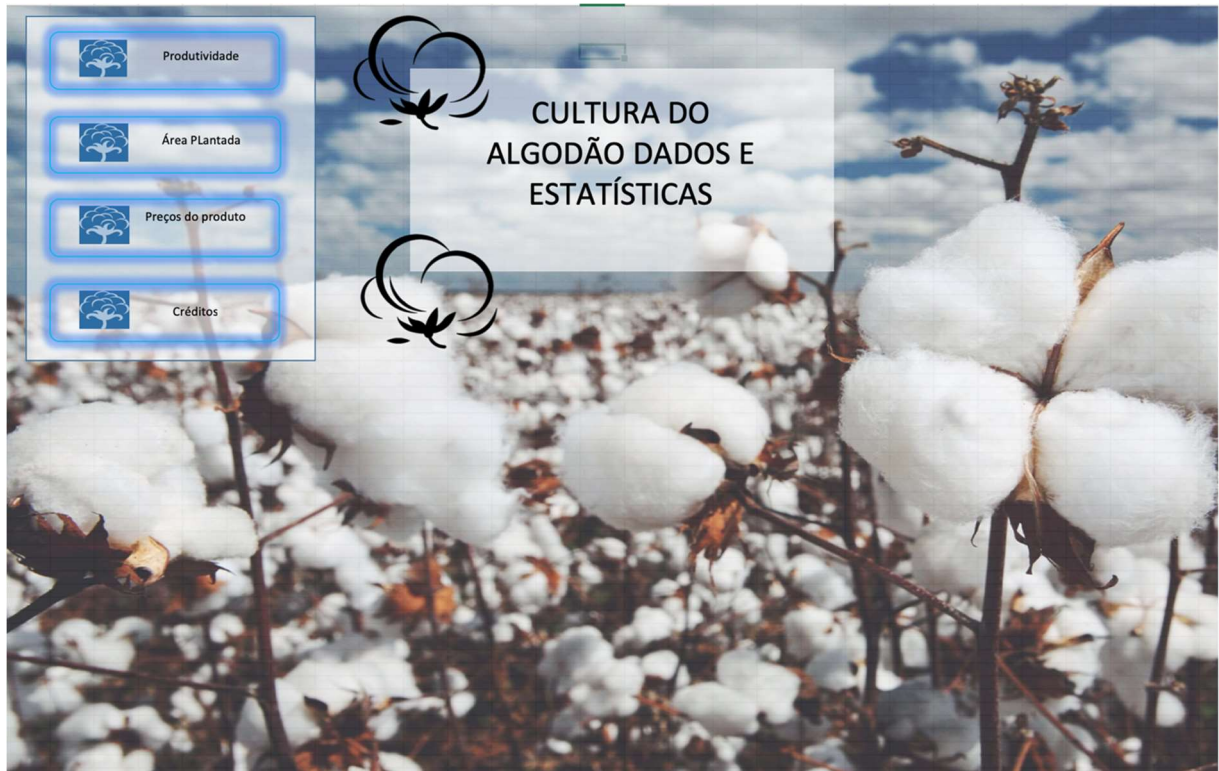 Produtividade
Área PLantada
Preços do produto
Créditos
CULTURA DO
ALGODÃO DADOS E
ESTATÍSTICAS